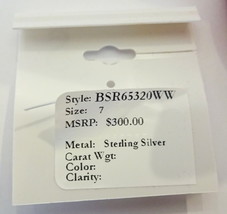 Style: BSR65320WW
Size: 7
MSRP: $300.00
Metal: Sterling Silver
Carat Wgt:
Color:
Clarity: